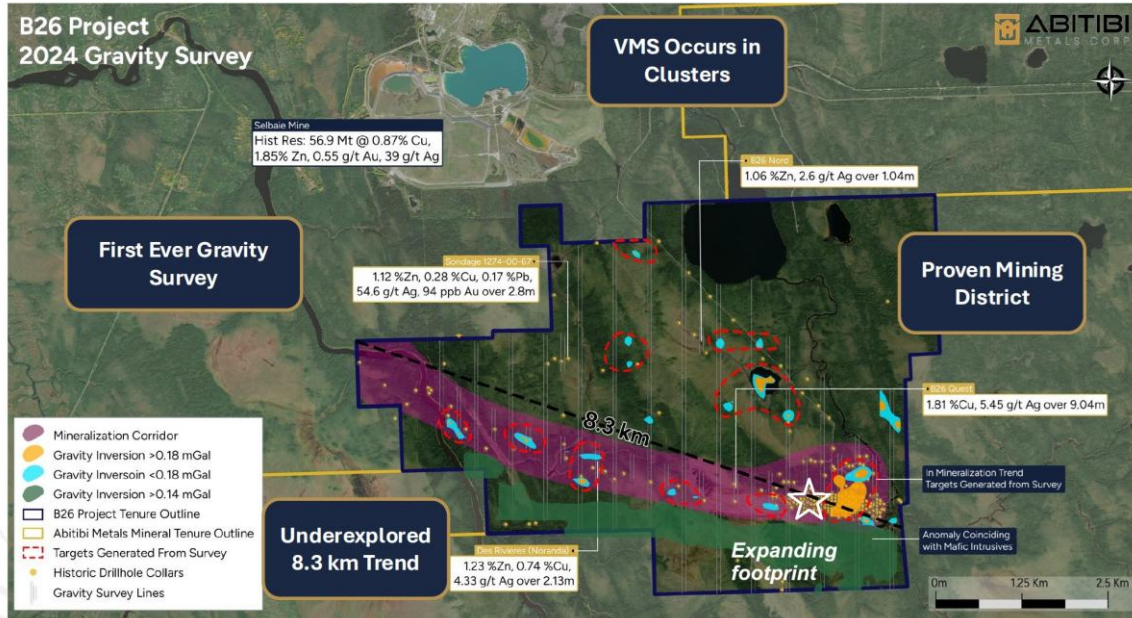 B26 Project
2024 Gravity Survey
VMS Occurs in
Clusters
ABITIBI
METALS CORP
Selbaie Mine
Hist Res: 56.9 Mt @ 0.87% Cu,
1.85% Zn, 0.55 g/t Au, 39 g/t Ag
B26 Nord
1.06 %Zn, 2.6 g/t Ag over 1.04m
First Ever Gravity
Survey
Sondage 1274-00-67
1.12 %Zn, 0.28 %Cu, 0.17 %Pb,
54.6 g/t Ag, 94 ppb Au over 2.8m
Proven Mining
District
B26 Quest
1.81 %Cu, 5.45 g/t Ag over 9.04m
8.3 km
Mineralization Corridor
Gravity Inversion >0.18 mGal
Gravity Inversoin <0.18 mGal
Gravity Inversion >0.14 mGal
B26 Project Tenure Outline
Abitibi Metals Mineral Tenure Outline
Targets Generated From Survey
Historic Drillhole Collars
Gravity Survey Lines
In Mineralization Trend
Targets Generated from Survey
Underexplored
8.3 km Trend
Des Rivieres (Noranda)
1.23 %Zn, 0.74 %Cu,
4.33 g/t Ag over 2.13m
Expanding
footprint
Anomaly Coinciding
with Mafic Intrusives
0m 1.25 Km 2.5 Km